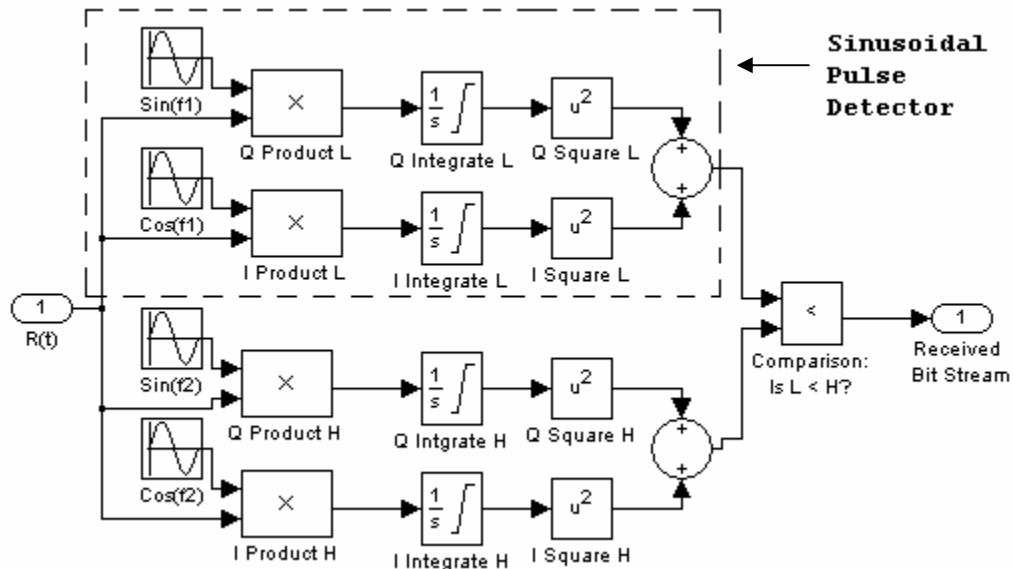 Sinusoidal
Pulse
Detector
Sin(f1)
×
Q Product L
1
s
Q Integrate L
u2
Q Square L
+
+
Cos(f1)
×
I Product L
1
s
I Integrate L
u2
I Square L
1
R(t)
<
Comparison:
Is L < H?
1
Received
Bit Stream
Sin(f2)
×
Q Product H
1
s
Q Intgrate H
u2
Q Square H
+
+
Cos(f2)
×
I Product H
1
s
I Integrate H
u2
I Square H